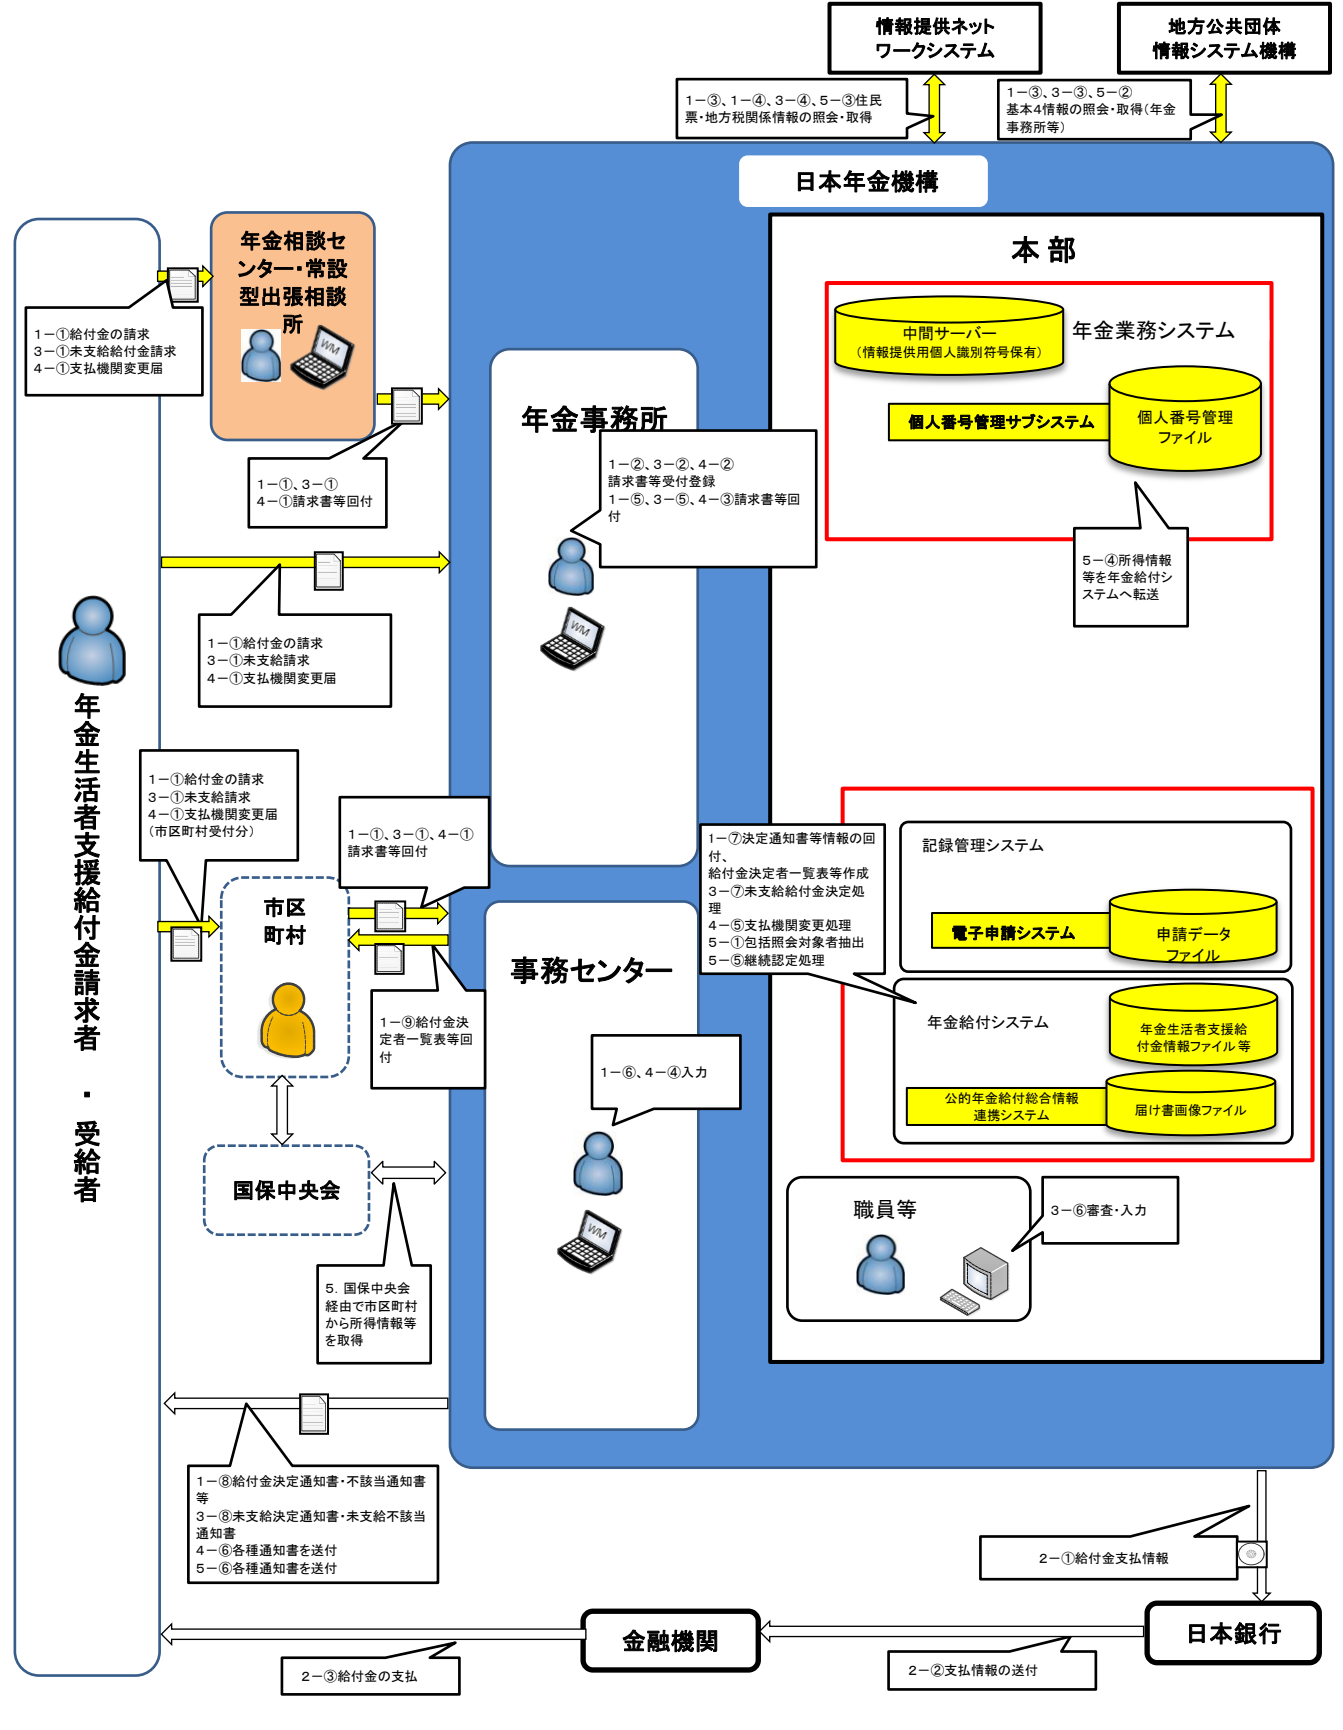 情報提供ネット
ワークシステム
地方公共団体
情報システム機構
1－③、1－④、3－④、5－③住民
票・地方税関係情報の照会・取得
1－③、3－③、5－②
基本4情報の照会・取得(年金
事務所等)
日本年金機構
本部
年金相談セ
ンター・常設
型出張相談
所
WM
1－①給付金の請求
3－①未支給給付金請求
4－①支払機関変更届
中間サーバー
(情報提供用個人識別符号保有)
年金業務システム
個人番号管理サブシステム
個人番号管理
ファイル
年金事務所
1－②、3－②、4－②
請求書等受付登録
1－⑤、3－⑤、4－③請求書等回
付
WM
1－①、3－①
4－①請求書等回付
5－④所得情報
等を年金給付シ
ステムへ転送
1－①給付金の請求
3－①未支給請求
4－①支払機関変更届
年金生活者支援給付金請求者 ・ 受給者
1－①給付金の請求
3－①未支給請求
4－①支払機関変更届
(市区町村受付分)
1－①、3－①、4－①
請求書等回付
市区
町村
1－⑨給付金決
定者一覧表等回
付
1－⑦決定通知書等情報の回
付、
給付金決定者一覧表等作成
3－⑦未支給給付金決定処
理
4－⑤支払機関変更処理
5－①包括照会対象者抽出
5－⑤継続認定処理
記録管理システム
電子申請システム
申請データ
ファイル
事務センター
1－⑥、4－④入力
WM
年金給付システム
年金生活者支援給
付金情報ファイル等
公的年金給付総合情報
連携システム
届け書画像ファイル
国保中央会
5．国保中央会
経由で市区町村
から所得情報等
を取得
職員等
3－⑥審査・入力
1－⑧給付金決定通知書・不該当通知書
等
3－⑧未支給決定通知書・未支給不該当
通知書
4－⑥各種通知書を送付
5－⑥各種通知書を送付
2－①給付金支払情報
日本銀行
2－②支払情報の送付
金融機関
2－③給付金の支払